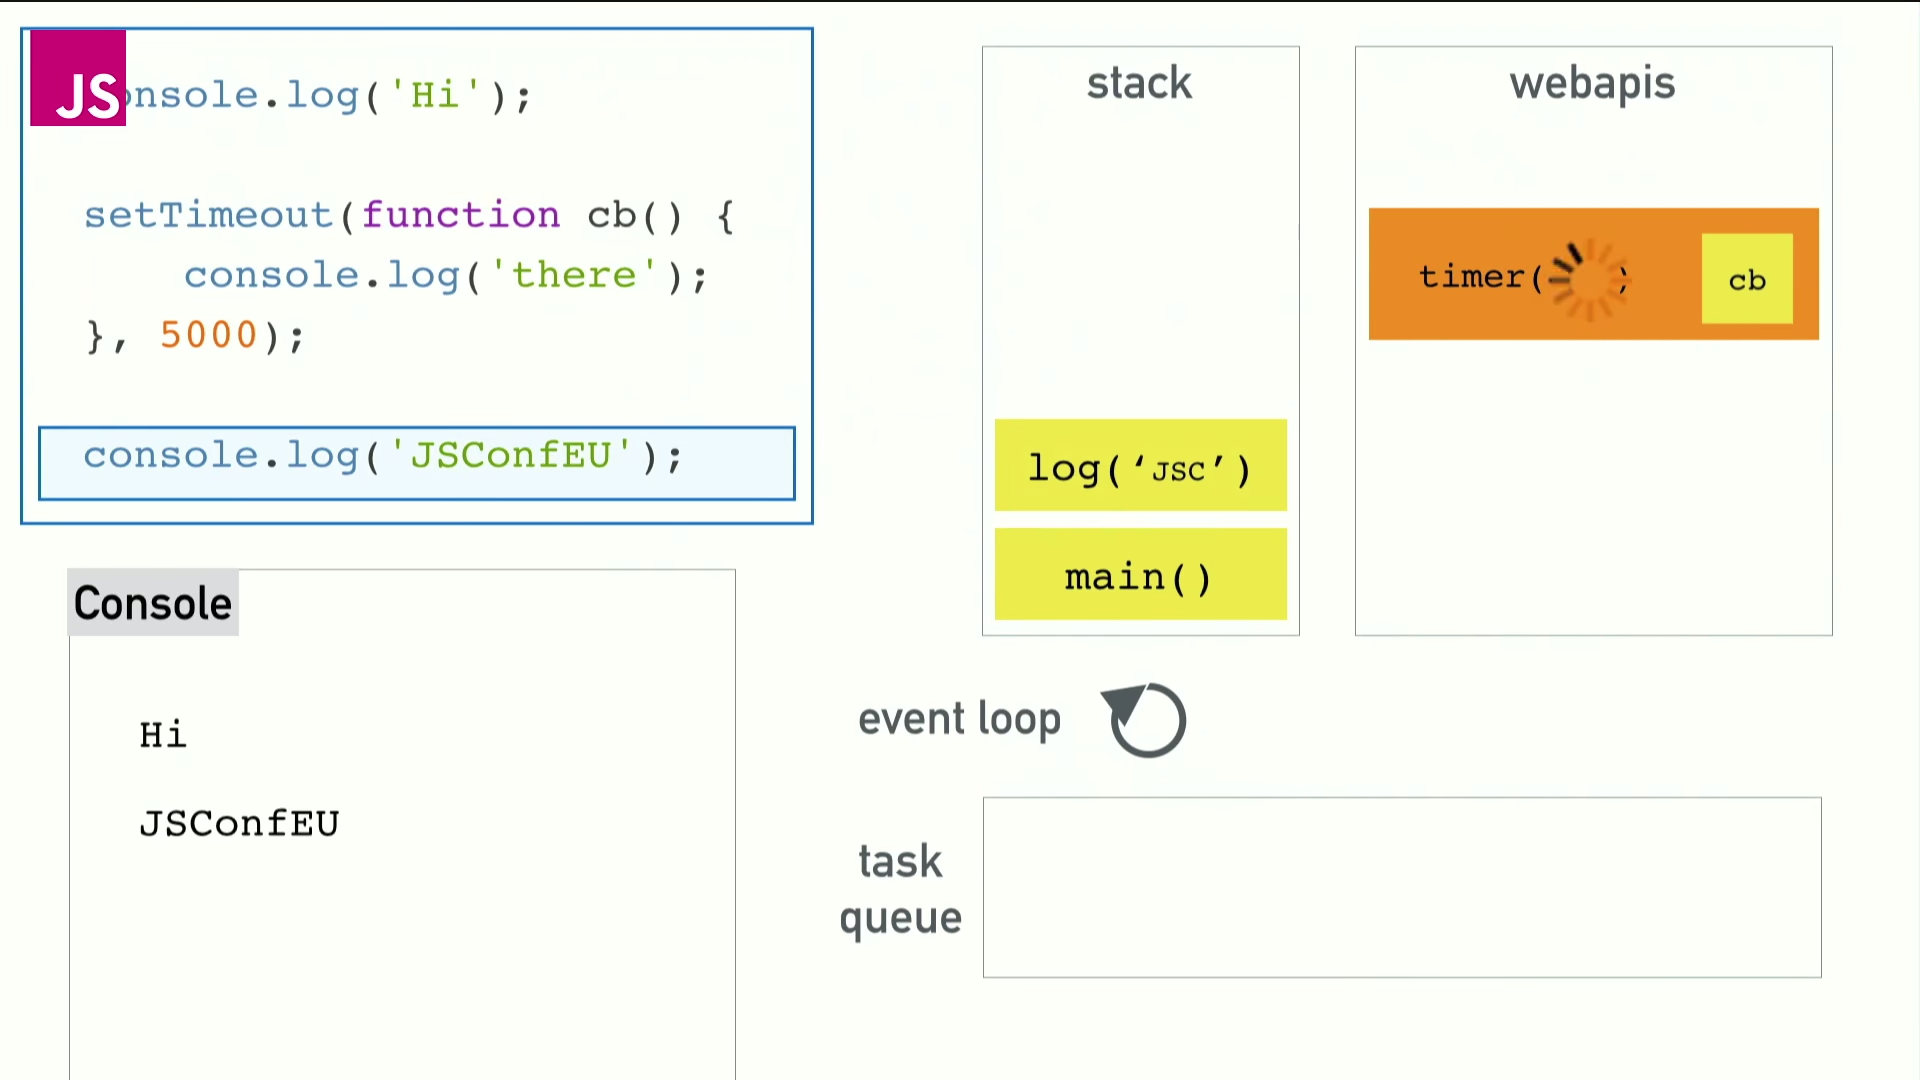 JS
onsole.log('Hi');
setTimeout(function cb() {
console.log('there');
}, 5000);
console.log('JSConfEU');
Console
Hi
JSConfEU
stack
log(‘JSC’)
main()
webapis
timer( )
cb
event loop
task
queue